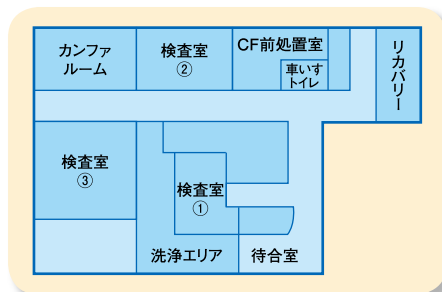 カンファ
ルーム
検査室
②
CF前処置室
車いす
トイレ
リカバリー
検査室
③
検査室
①
洗浄エリア
待合室